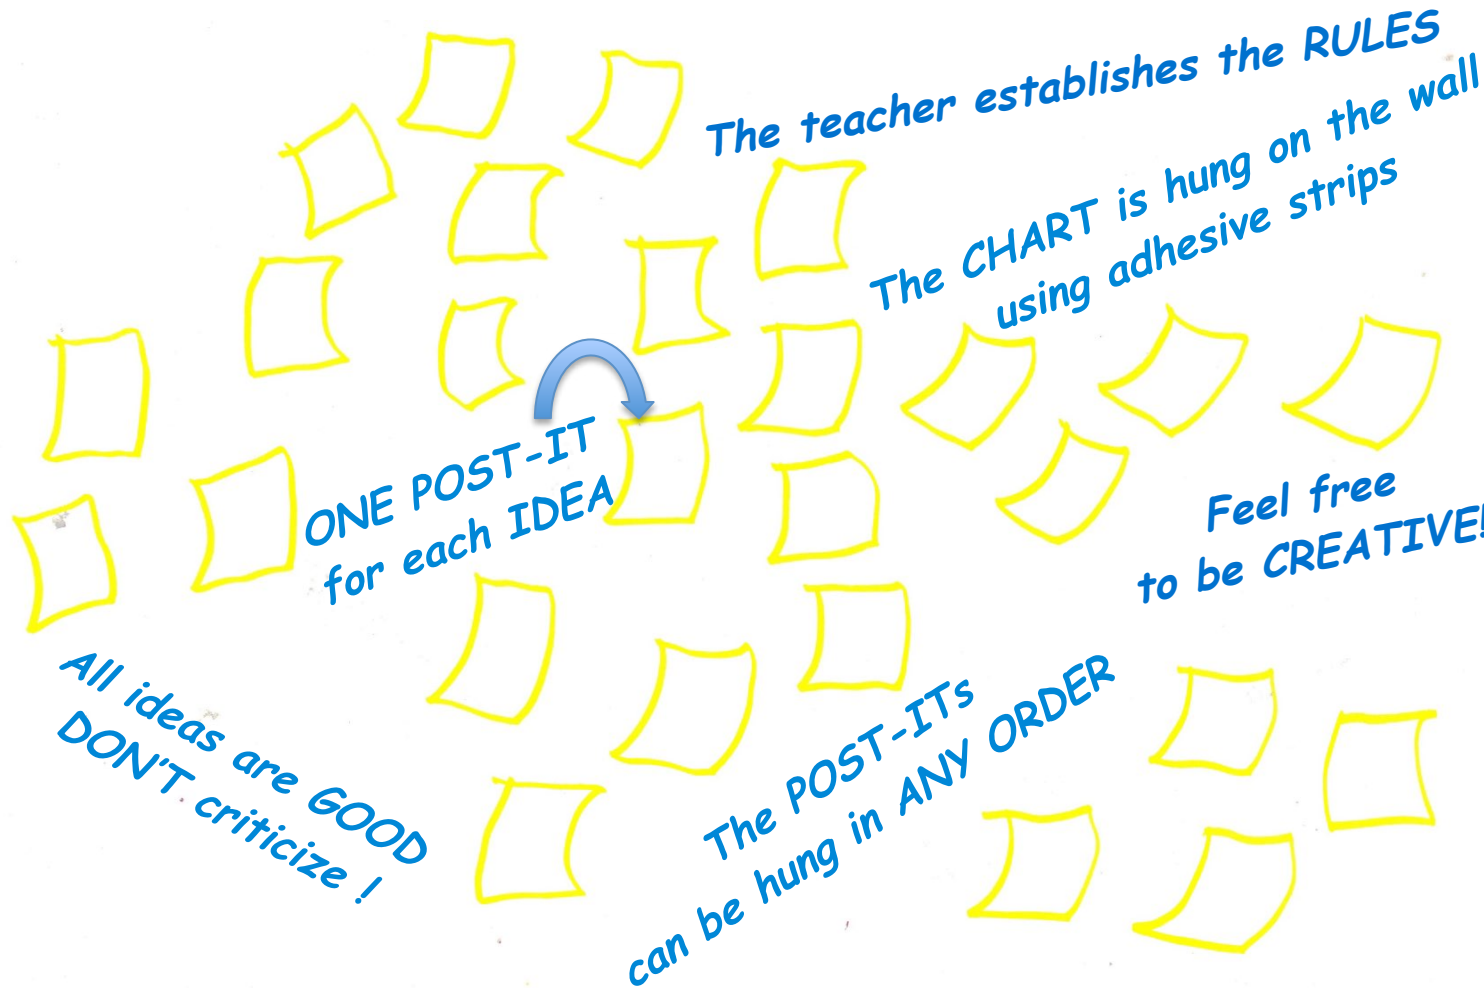 The teacher establishes the RULES
The CHART is hung on the wall
using adhesive strips
ONE POST-IT
for each IDEA
Feel free
to be CREATIVE!
All ideas are GOOD
DON'T criticize !
The POST-ITs
can be hung in ANY ORDER